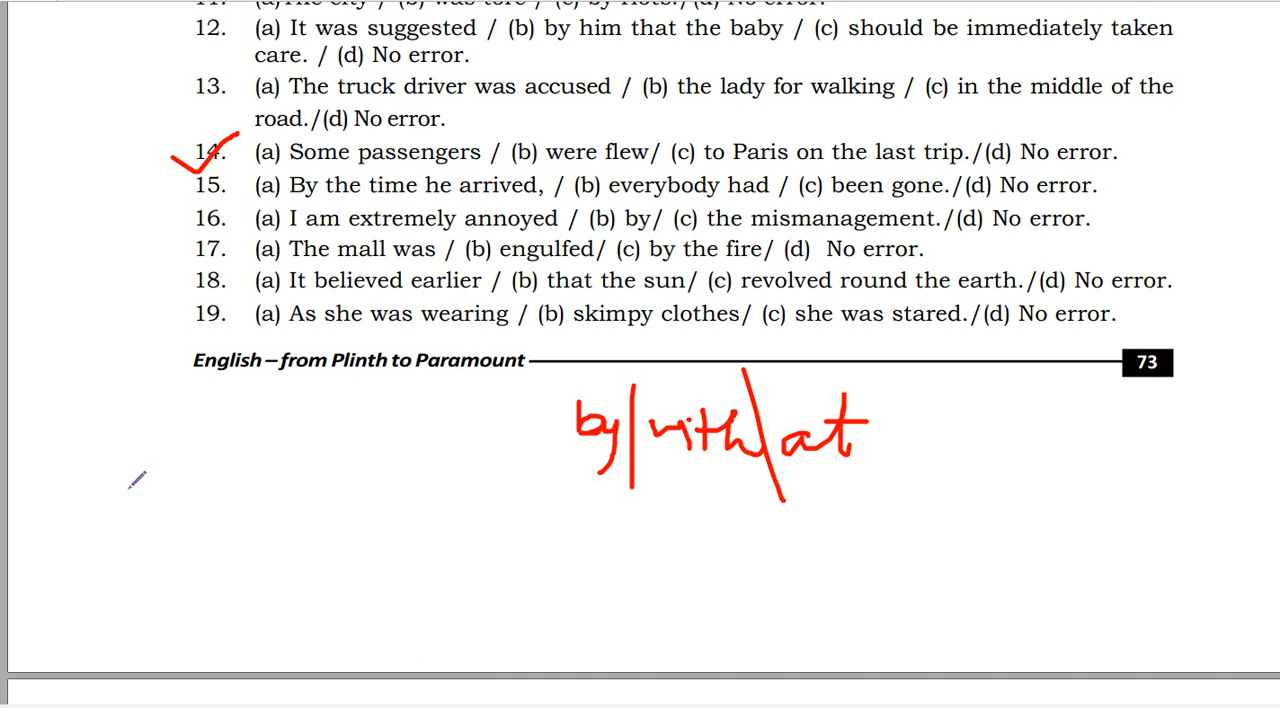 12. (a) It was suggested / (b) by him that the baby / (c) should be immediately taken
care. / (d) No error.
13. (a) The truck driver was accused / (b) the lady for walking / (c) in the middle of the
road./(d) No error.
14. (a) Some passengers / (b) were flew/ (c) to Paris on the last trip./(d) No error.
15. (a) By the time he arrived, / (b) everybody had / (c) been gone./(d) No error.
16. (a) I am extremely annoyed / (b) by/ (c) the mismanagement./(d) No error.
17. (a) The mall was / (b) engulfed/ (c) by the fire/ (d) No error.
18. (a) It believed earlier / (b) that the sun/ (c) revolved round the earth./(d) No error.
19. (a) As she was wearing / (b) skimpy clothes/ (c) she was stared./(d) No error.
English – from Plinth to Paramount 73
by/with/at